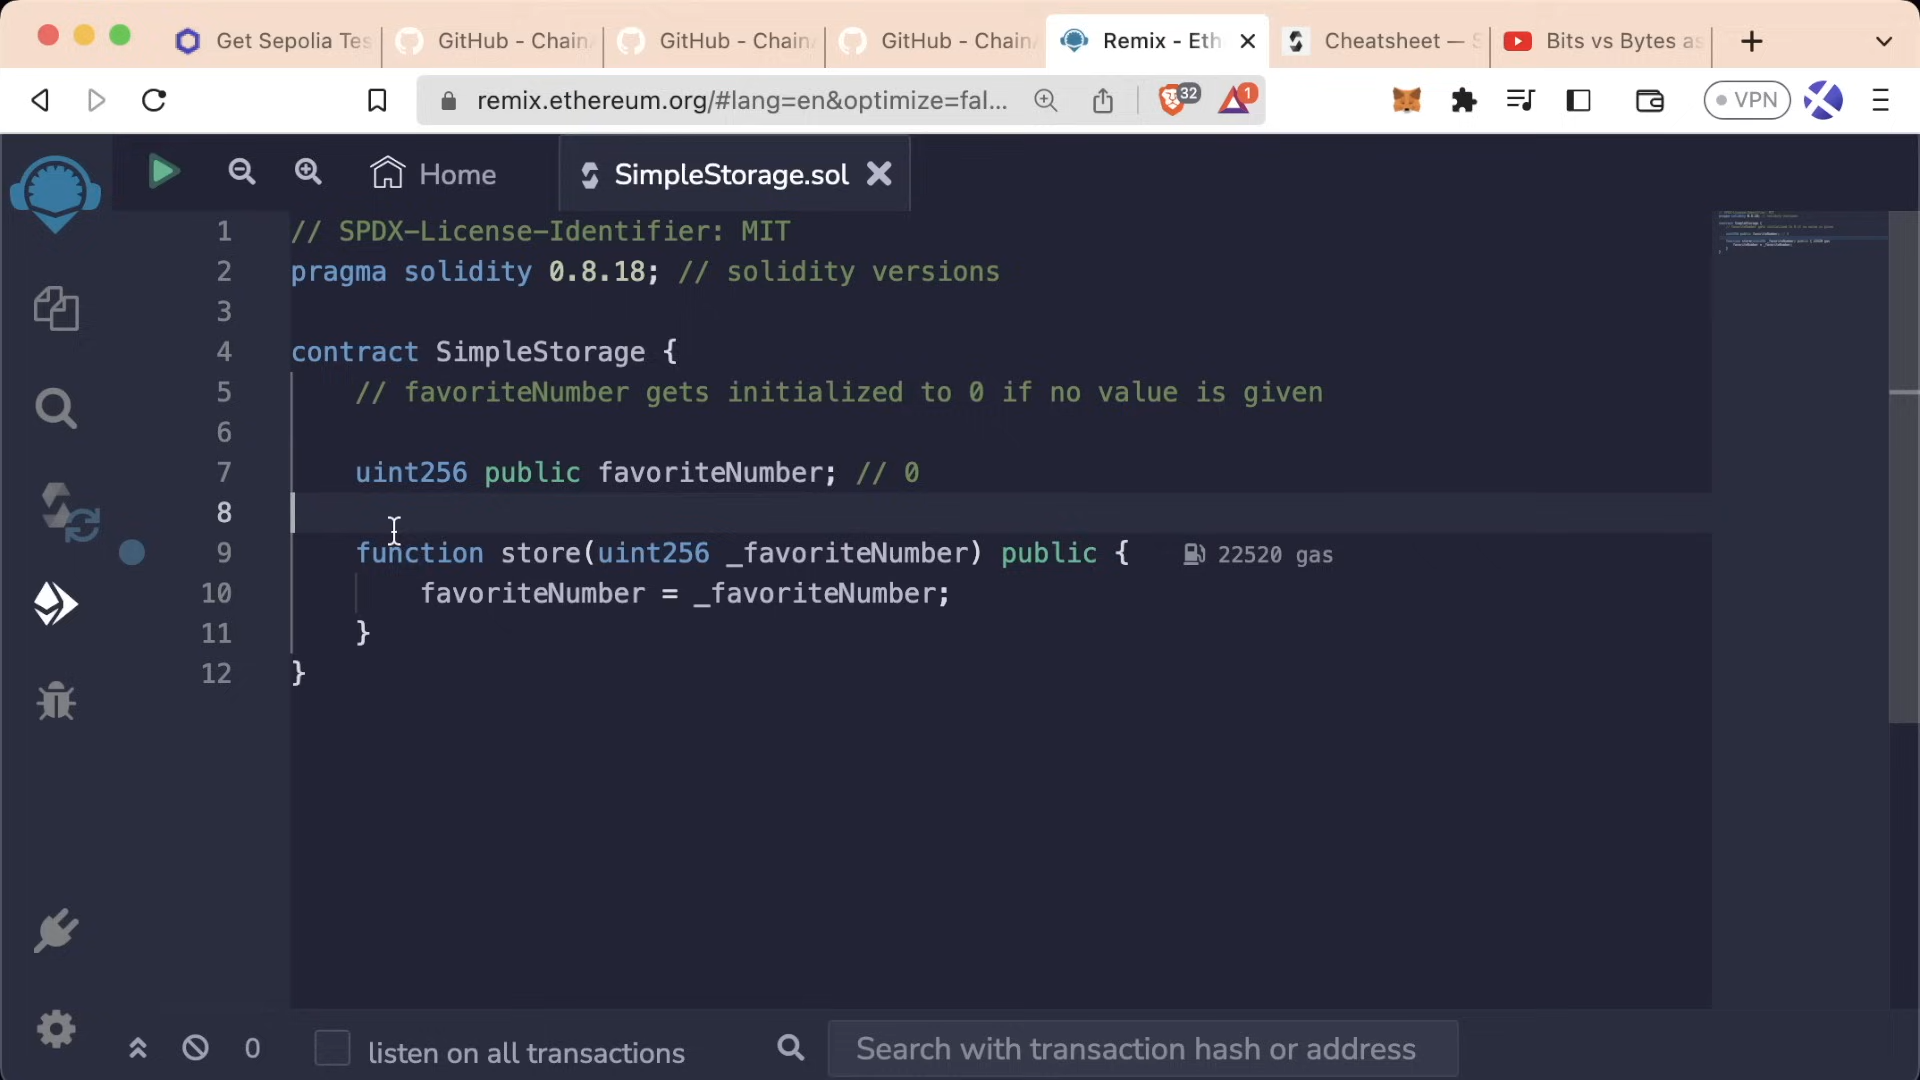 Get Sepolia Tes
GitHub - Chain
GitHub - Chain
GitHub - Chain
Remix - Eth
Cheatsheet — S
Bits vs Bytes as
remix.ethereum.org/#lang=en&optimize=fal...
32
1
VPN
Home
SimpleStorage.sol
1 // SPDX-License-Identifier: MIT
2 pragma solidity 0.8.18; // solidity versions
3
4 contract SimpleStorage {
5 // favoriteNumber gets initialized to 0 if no value is given
6
7 uint256 public favoriteNumber; // 0
8
9 function store(uint256 _favoriteNumber) public { 22520 gas
10 favoriteNumber = _favoriteNumber;
11 }
12 }
0
listen on all transactions
Search with transaction hash or address